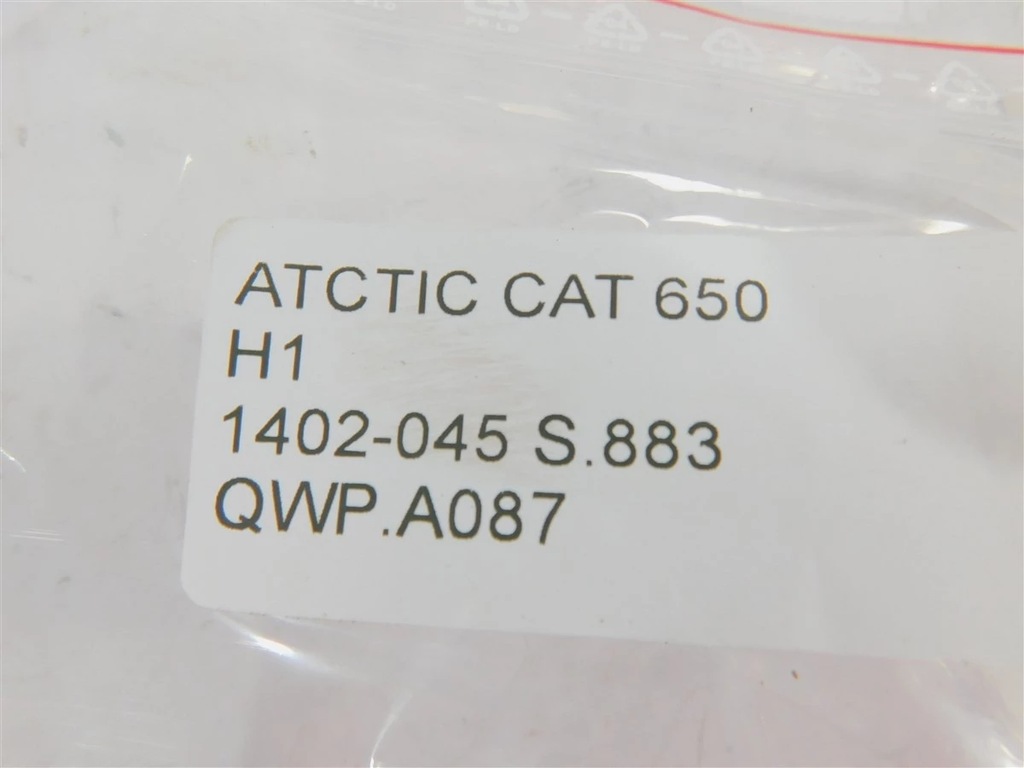 ATCTIC CAT 650
H1
1402-045 S.883
QWP.A087